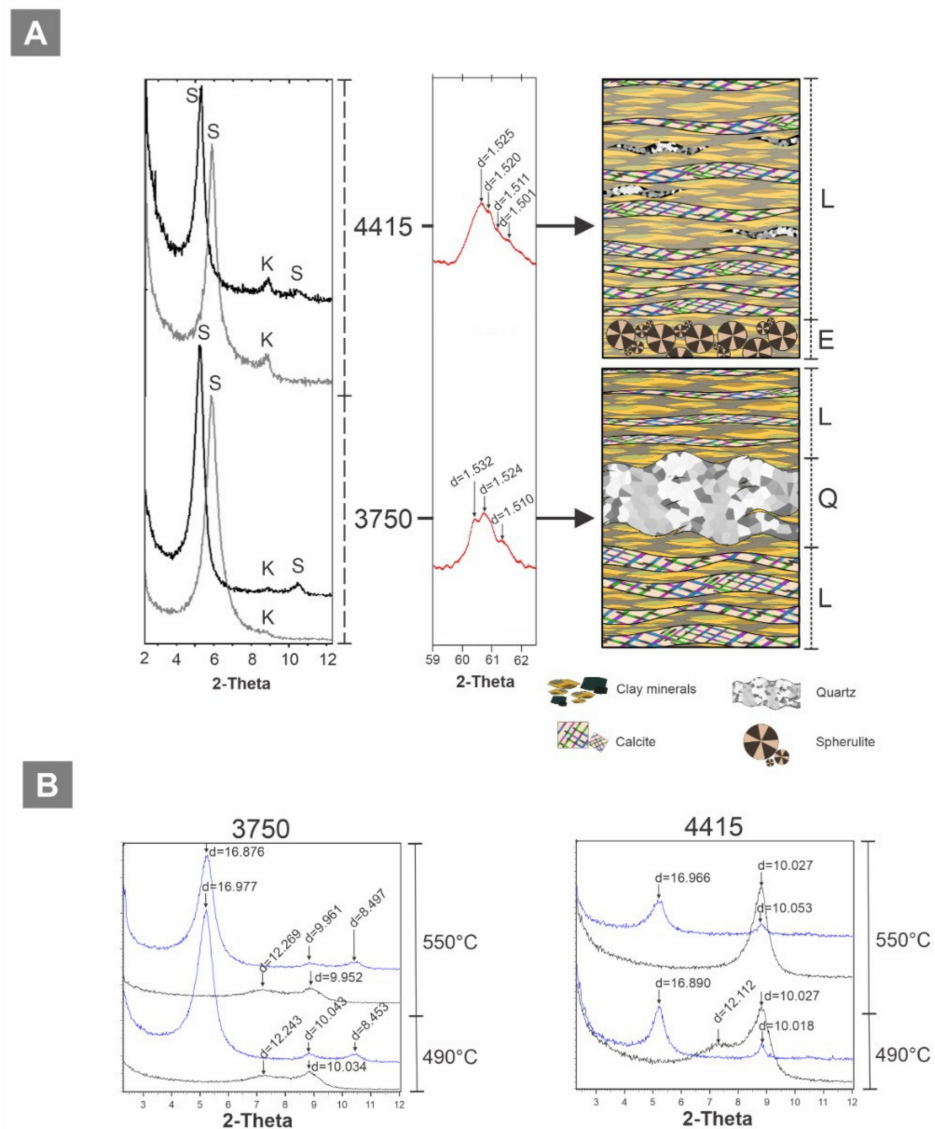 A
S
S
K
S
K
S
S
K
S
K
2 4 6 8 10 12
2-Theta
4415
3750
d=1.525
d=1.520
d=1.511
d=1.501
d=1.532
d=1.524
d=1.510
59 60 61 62
2-Theta
L
E
L
Q
L
Clay minerals
Quartz
Calcite
Spherulite
B
3750
d=16.876
d=16.977
d=12.269
d=9.961
d=8.497
d=9.952
d=12.243
d=10.043
d=8.453
d=10.034
550°C
490°C
3 4 5 6 7 8 9 10 11 12
2-Theta
4415
d=16.966
d=10.027
d=10.053
d=16.890
d=12.112
d=10.027
d=10.018
550°C
490°C
3 4 5 6 7 8 9 10 11 12
2-Theta